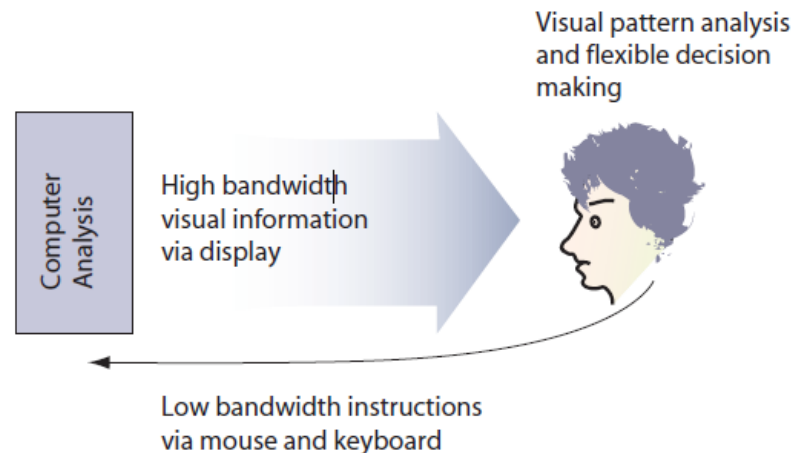 Visual pattern analysis
and flexible decision
making
Computer
Analysis
High bandwidth
visual information
via display
Low bandwidth instructions
via mouse and keyboard